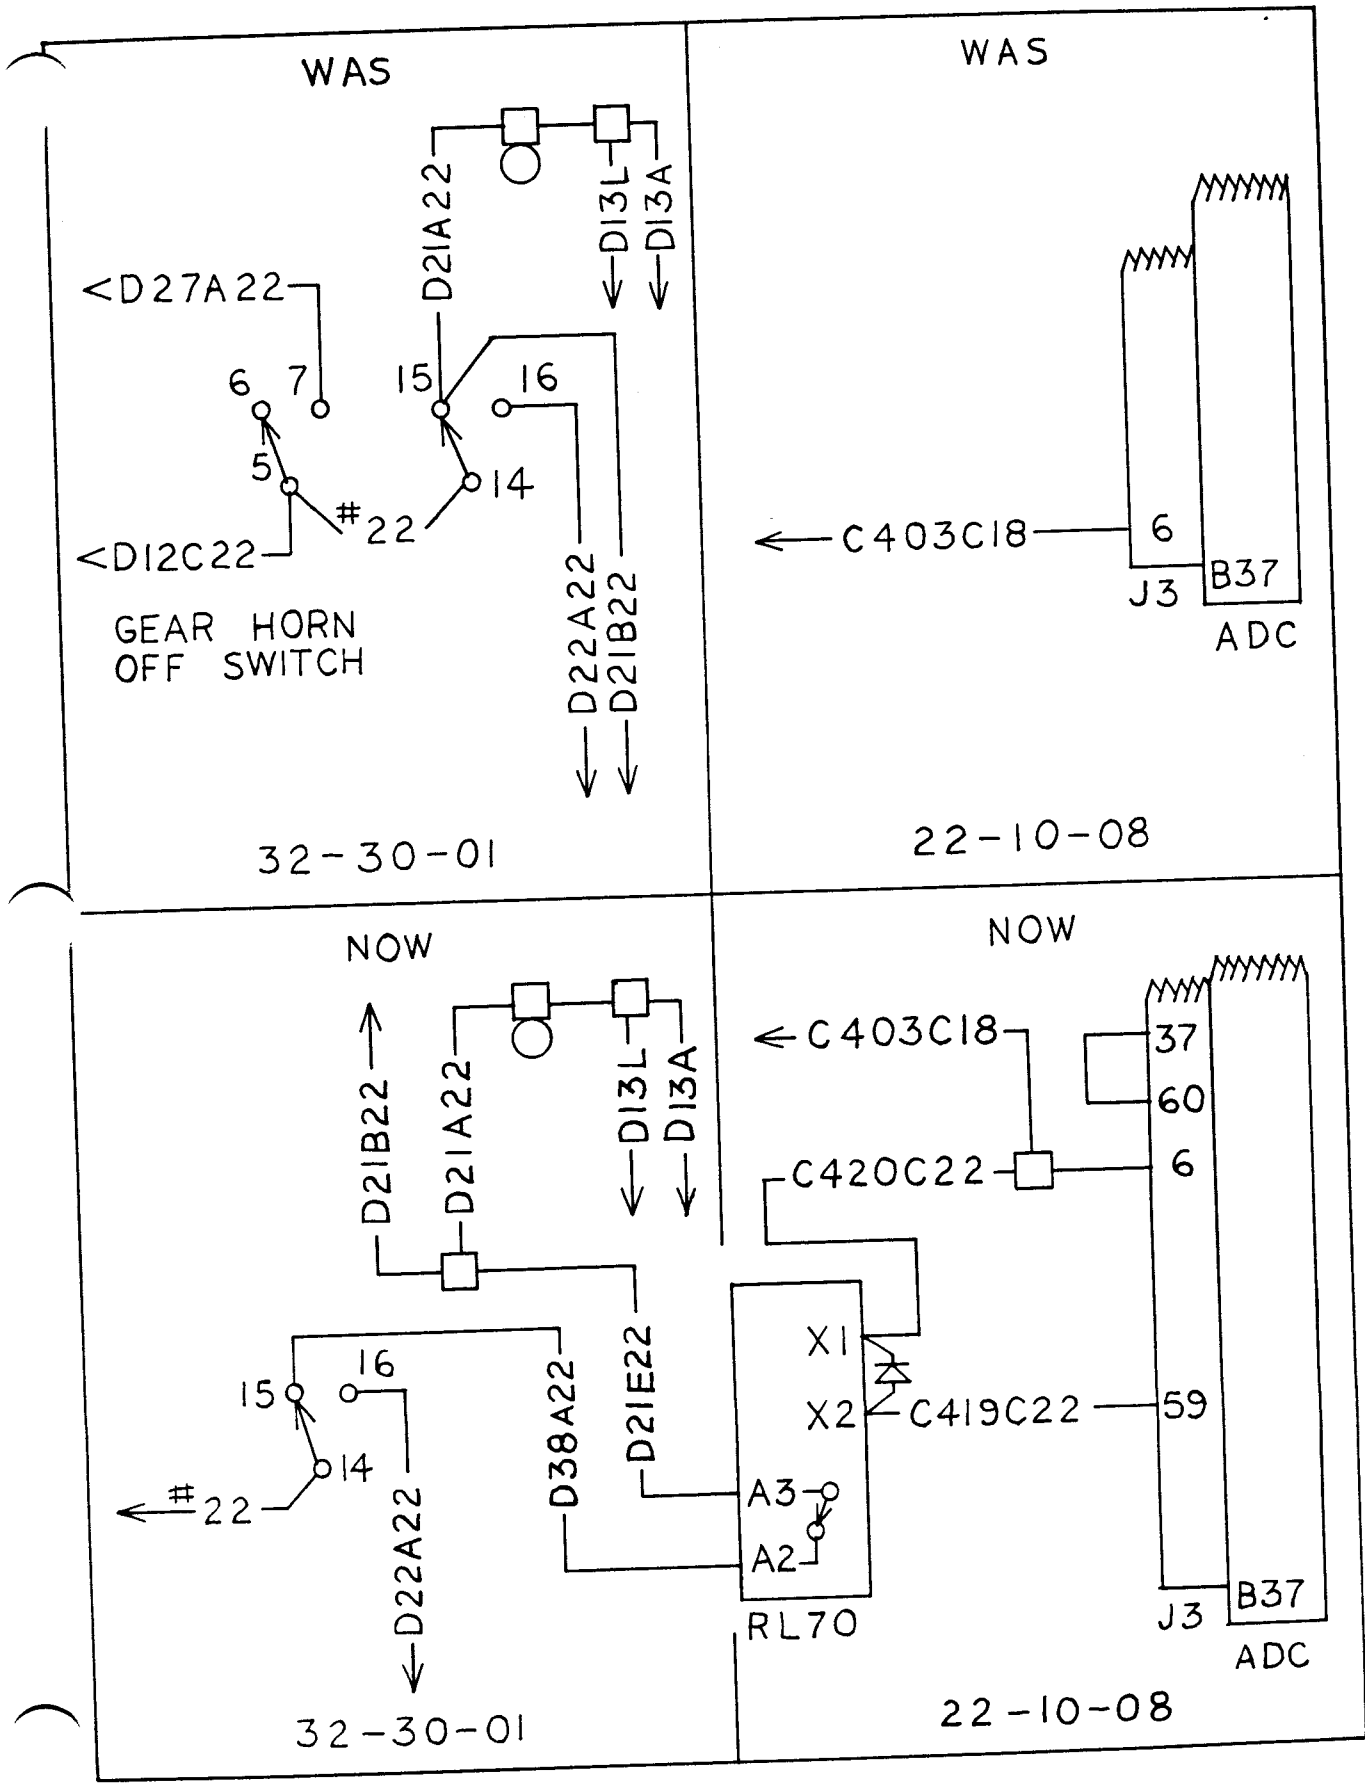 WAS
D21A22
D13L
D13A
<D27A22
6
7
15
16
5
14
#22
<D12C22
GEAR HORN
OFF SWITCH
D22A22
D21B22
32-30-01
WAS
C403C18
6
J3
B37
ADC
22-10-08
NOW
D21B22
D21A22
D13L
D13A
15
16
14
#22
D22A22
D38A22
D21E22
32-30-01
NOW
C403C18
37
60
C420C22
6
X1
X2
C419C22
59
A3
A2
RL70
J3
B37
ADC
22-10-08